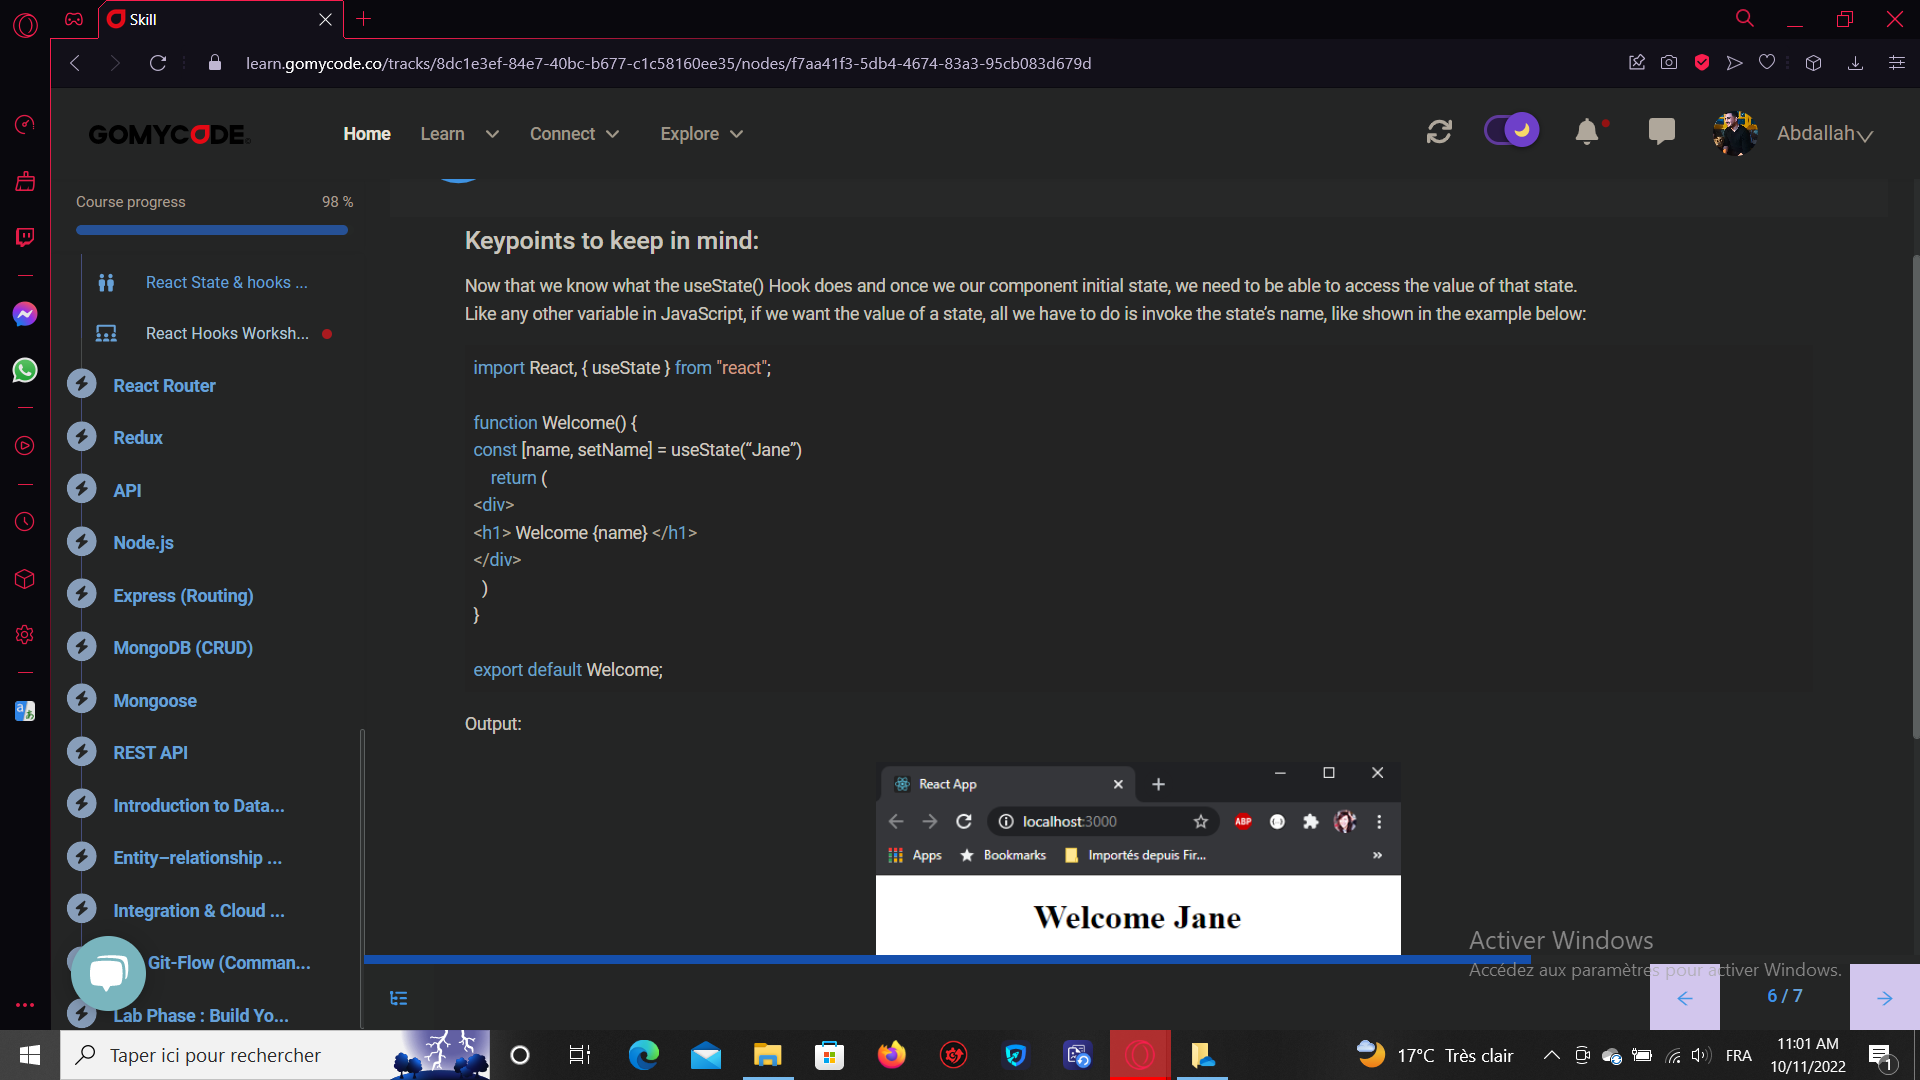 Skill
learn.gomycode.co/tracks/8dc1e3ef-84e7-40bc-b677-c1c58160ee35/nodes/f7aa41f3-5db4-4674-83a3-95cb083d679d
GOMYCODE
Home
Learn
Connect
Explore
Abdallah
Course progress
98 %
React State & hooks ...
React Hooks Worksh...
React Router
Redux
API
Node.js
Express (Routing)
MongoDB (CRUD)
Mongoose
REST API
Introduction to Data...
Entity–relationship ...
Integration & Cloud ...
Git-Flow (Comman...
Lab Phase : Build Yo...
Keypoints to keep in mind:
Now that we know what the useState() Hook does and once we our component initial state, we need to be able to access the value of that state.
Like any other variable in JavaScript, if we want the value of a state, all we have to do is invoke the state’s name, like shown in the example below:
import React, { useState } from "react";
function Welcome() {
const [name, setName] = useState(“Jane”)
return (
<div>
<h1> Welcome {name} </h1>
</div>
)
}
export default Welcome;
Output:
React App
localhost:3000
ABP
Apps
Bookmarks
Importés depuis Fir...
»
Welcome Jane
Activer Windows
Accédez aux paramètres pour activer Windows.
6 / 7
Taper ici pour rechercher
17°C Très clair
FRA
11:01 AM
10/11/2022
1